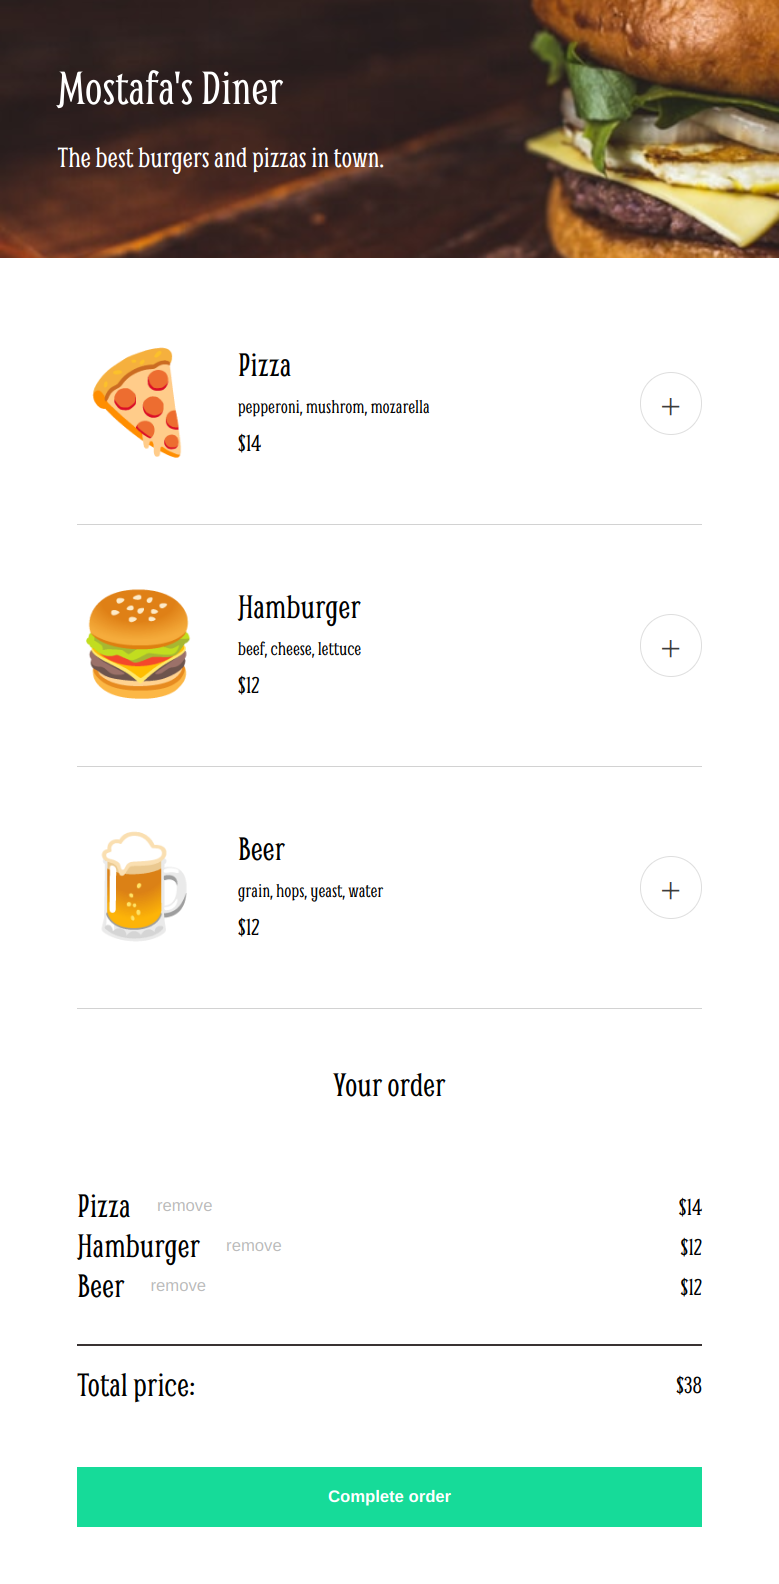 Mostafa's Diner
The best burgers and pizzas in town.
Pizza
pepperoni, mushrom, mozarella
$14
+
Hamburger
beef, cheese, lettuce
$12
+
Beer
grain, hops, yeast, water
$12
+
Your order
Pizza remove $14
Hamburger remove $12
Beer remove $12
Total price: $38
Complete order